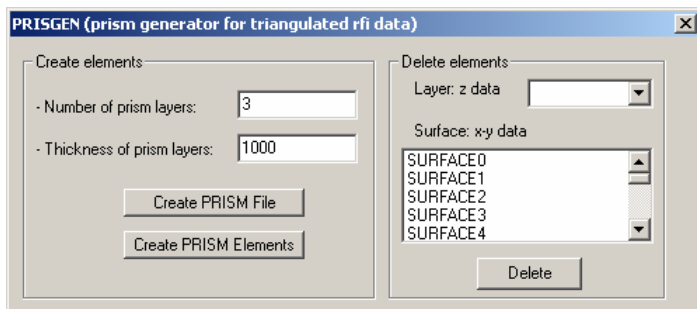 PRISGEN (prism generator for triangulated rfi data)
Create elements
- Number of prism layers:
3
- Thickness of prism layers:
1000
Create PRISM File
Create PRISM Elements
Delete elements
Layer: z data
Surface: x-y data
SURFACE0
SURFACE1
SURFACE2
SURFACE3
SURFACE4
Delete